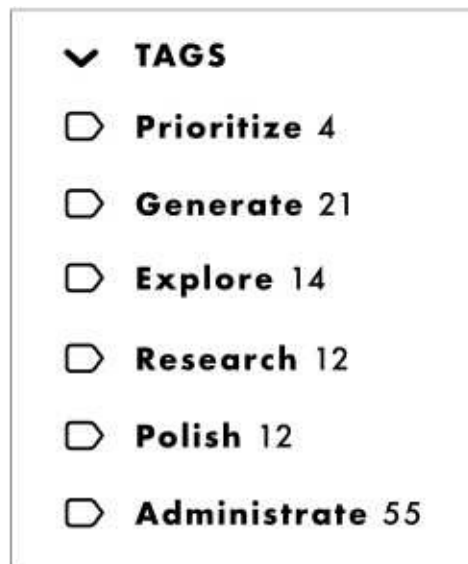 TAGS
Prioritize 4
Generate 21
Explore 14
Research 12
Polish 12
Administrate 55